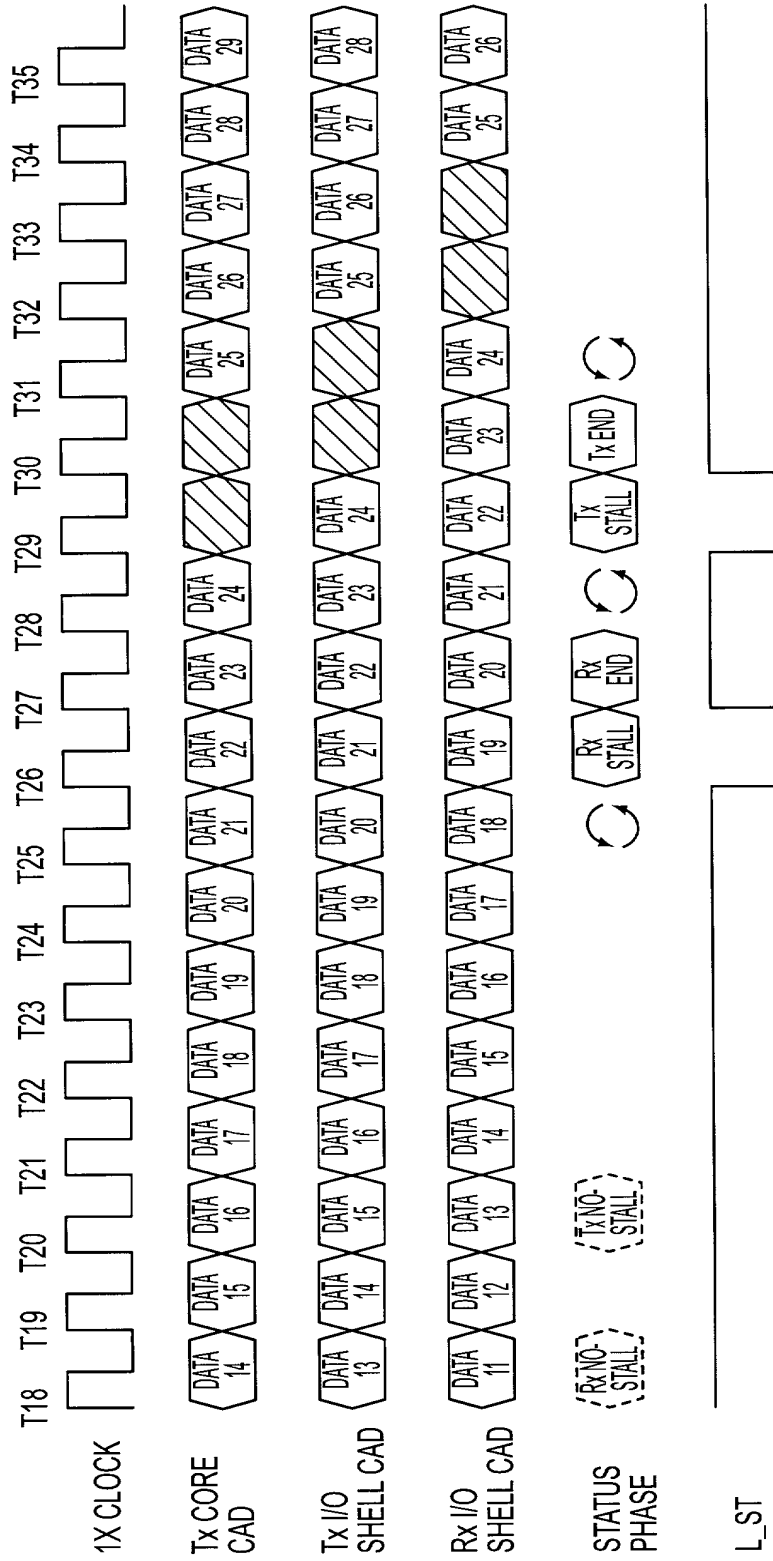 T18 T19 T20 T21 T22 T23 T24 T25 T26 T27 T28 T29 T30 T31 T32 T33 T34 T35
1X CLOCK
Tx CORE
CAD
DATA 14
DATA 15
DATA 16
DATA 17
DATA 18
DATA 19
DATA 20
DATA 21
DATA 22
DATA 23
DATA 24
DATA 25
DATA 26
DATA 27
DATA 28
DATA 29
Tx I/O
SHELL CAD
DATA 13
DATA 14
DATA 15
DATA 16
DATA 17
DATA 18
DATA 19
DATA 20
DATA 21
DATA 22
DATA 23
DATA 24
DATA 25
DATA 26
DATA 27
DATA 28
Rx I/O
SHELL CAD
DATA 11
DATA 12
DATA 13
DATA 14
DATA 15
DATA 16
DATA 17
DATA 18
DATA 19
DATA 20
DATA 21
DATA 22
DATA 23
DATA 24
DATA 25
DATA 26
STATUS
PHASE
Rx NO-
STALL
Tx NO-
STALL
Rx
STALL
Rx
END
Tx
STALL
Tx END
L_ST